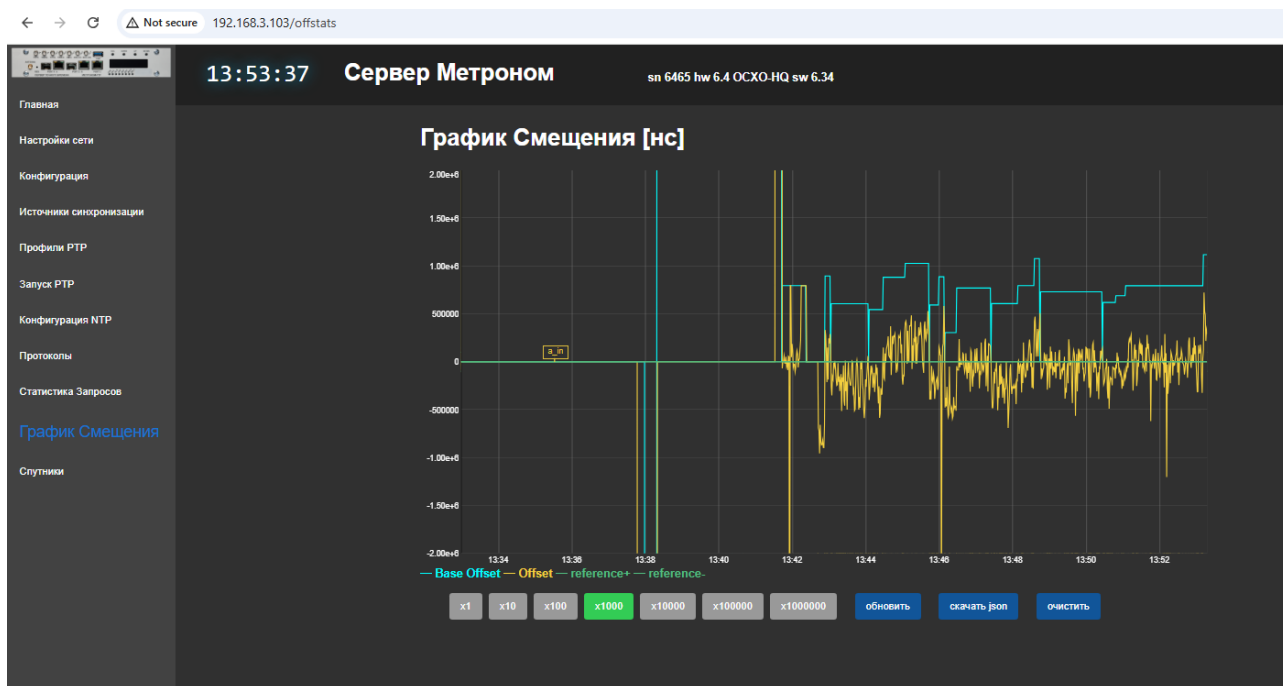 Not secure 192.168.3.103/offstats
13:53:37 Сервер Метроном sn 6465 hw 6.4 OCXO-HQ sw 6.34
Главная
Настройки сети
Конфигурация
Источники синхронизации
Профили PTP
Запуск PTP
Конфигурация NTP
Протоколы
Статистика Запросов
График Смещения
Спутники
График Смещения [нс]
2.00e+6
1.50e+6
1.00e+6
500000
0
-500000
-1.00e+6
-1.50e+6
-2.00e+6
a_in
13:34 13:36 13:38 13:40 13:42 13:44 13:46 13:48 13:50 13:52
— Base Offset — Offset — reference+ — reference-
x1 x10 x100 x1000 x10000 x100000 x1000000 обновить скачать json очистить